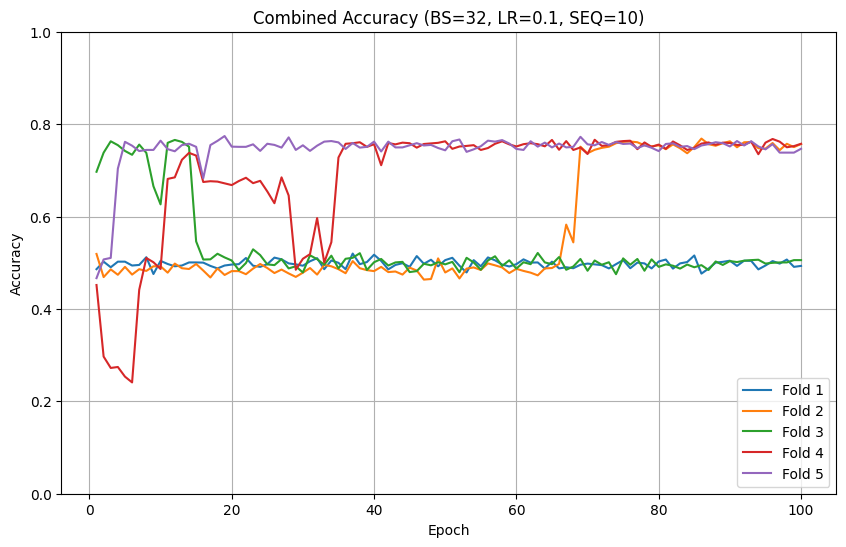 Combined Accuracy (BS=32, LR=0.1, SEQ=10)
1.0
0.8
0.6
0.4
0.2
0.0
Accuracy
0 20 40 60 80 100
Epoch
Fold 1
Fold 2
Fold 3
Fold 4
Fold 5